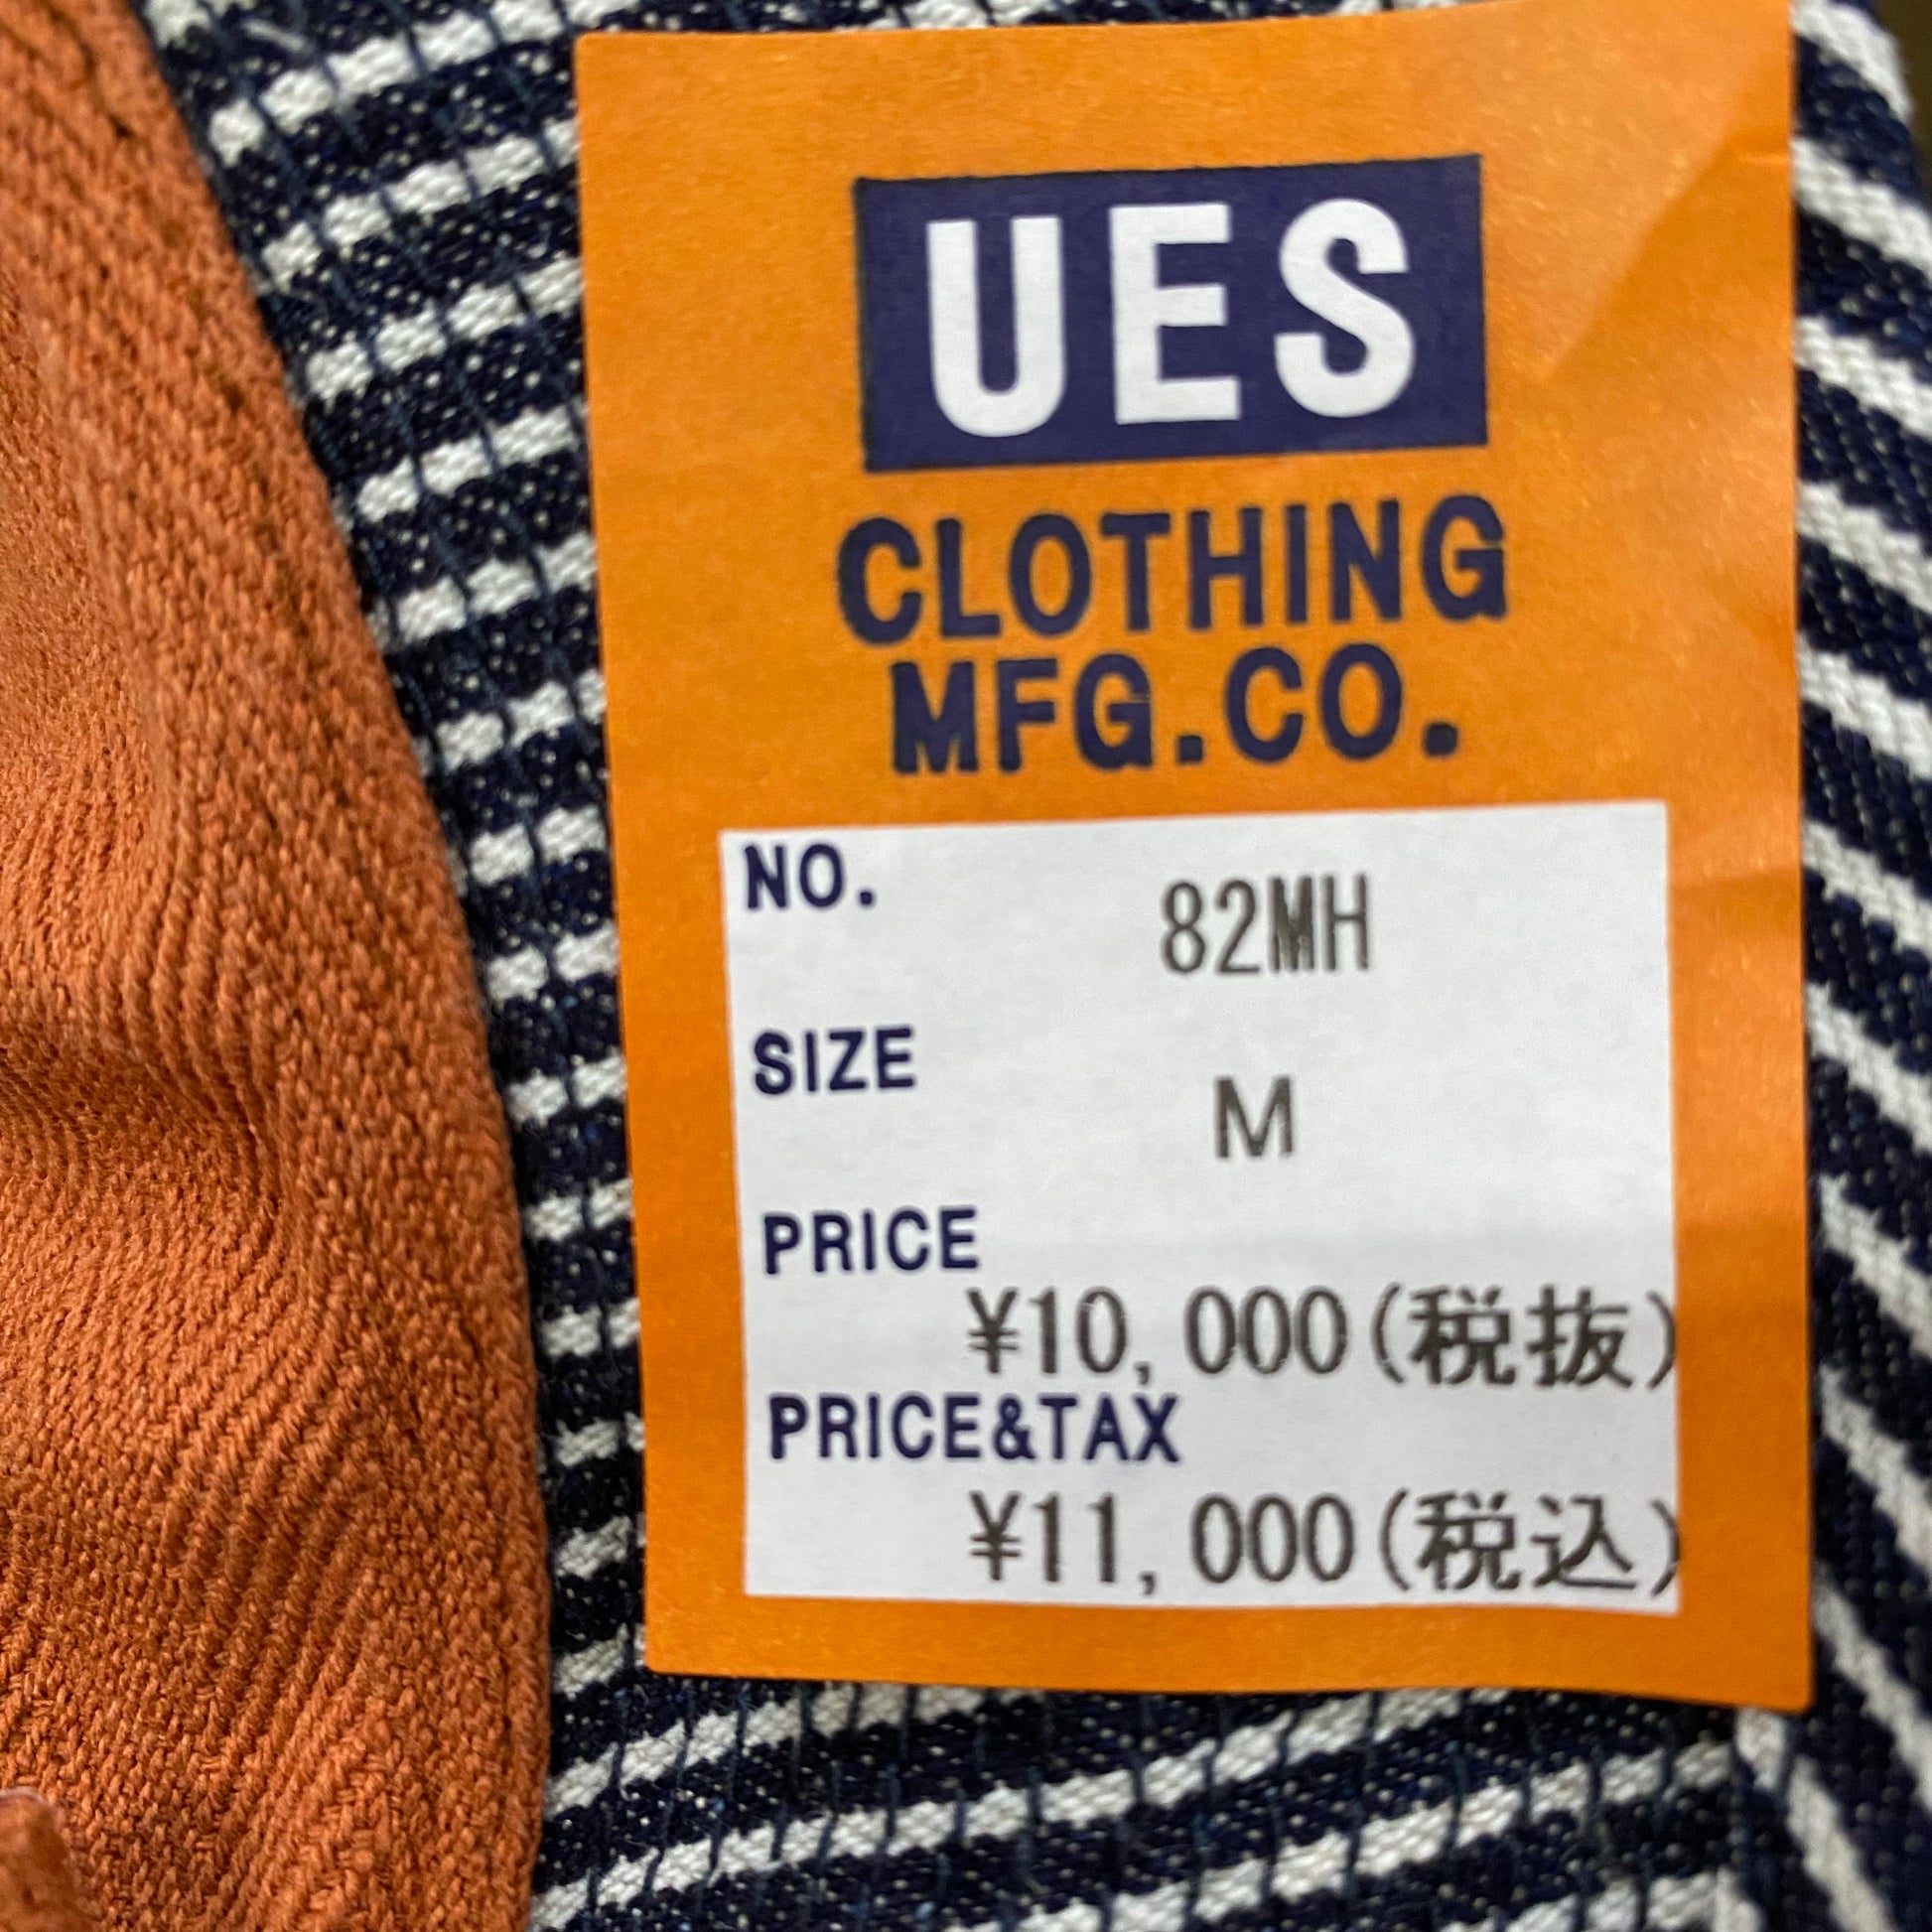 UES
CLOTHING
MFG.CO.
NO.
82MH
SIZE
M
PRICE
¥10,000(税抜)
PRICE&TAX
¥11,000(税込)